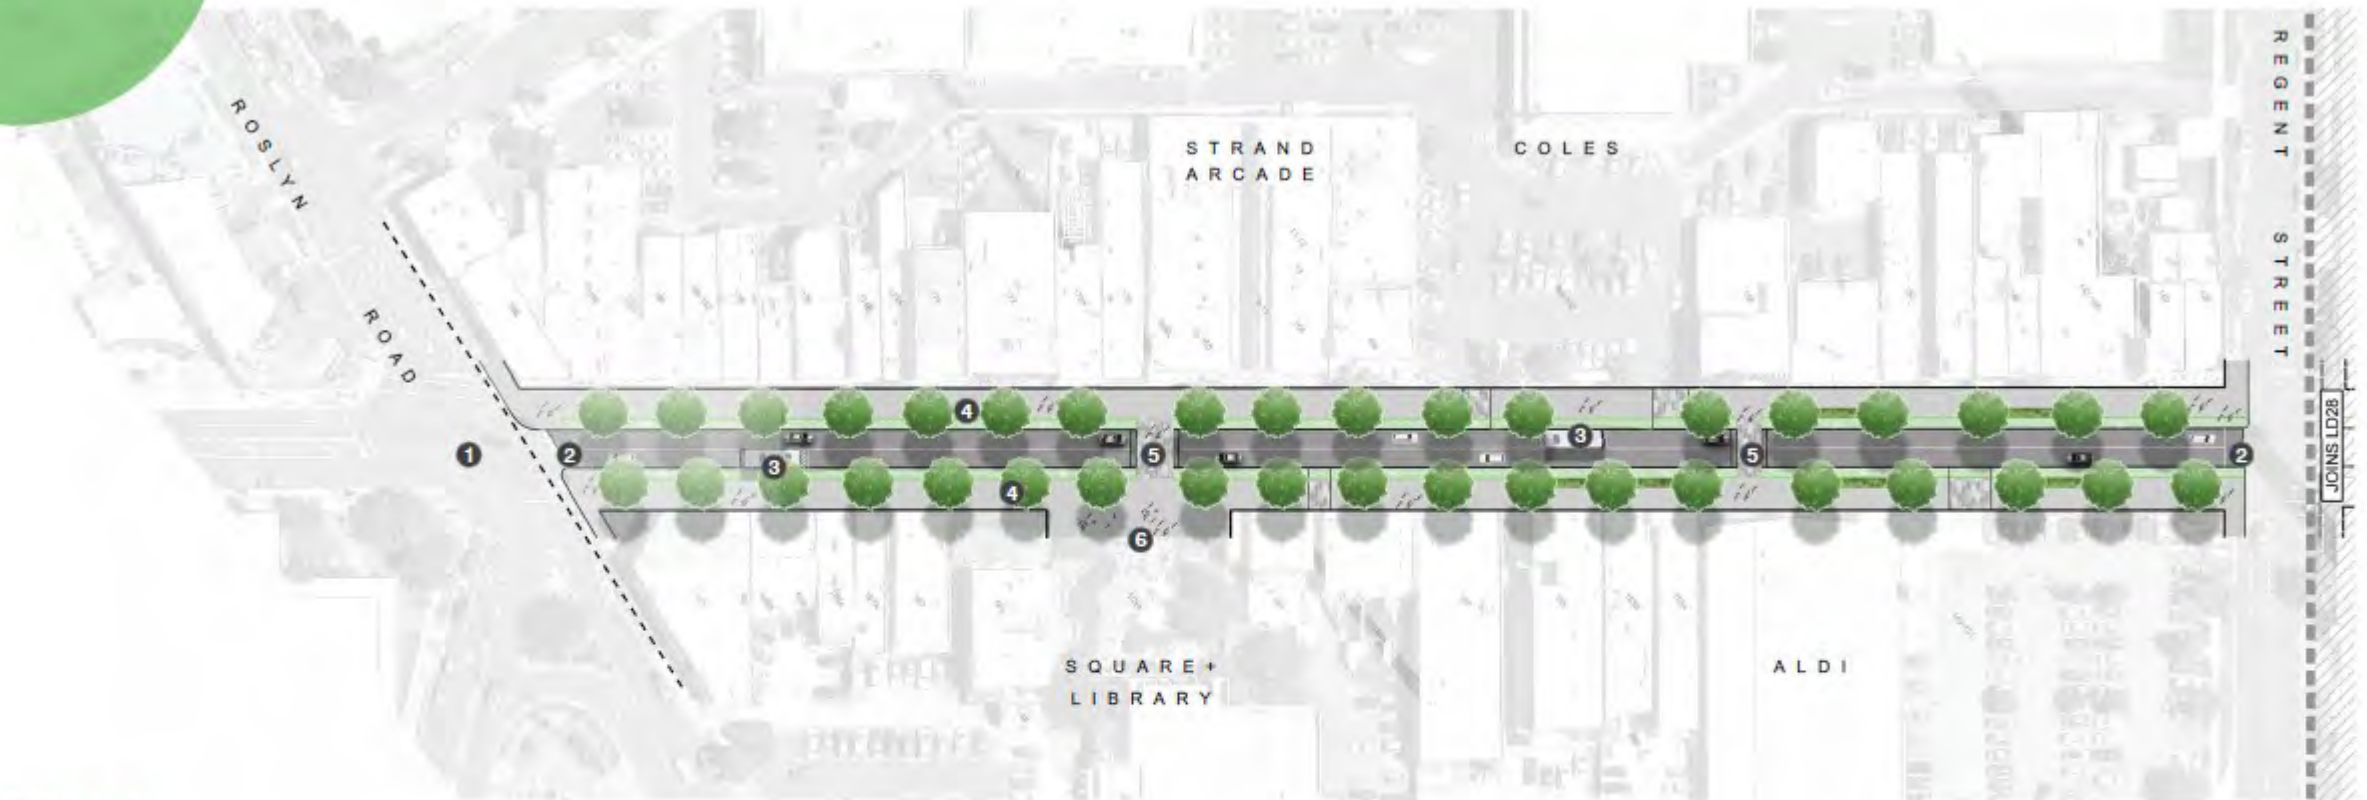 ROSLYN
ROAD
STRAND
ARCADE
COLES
REGENT STREET
JOINS LD28
4
1
2
3
5
3
5
2
4
6
SQUARE+
LIBRARY
ALDI